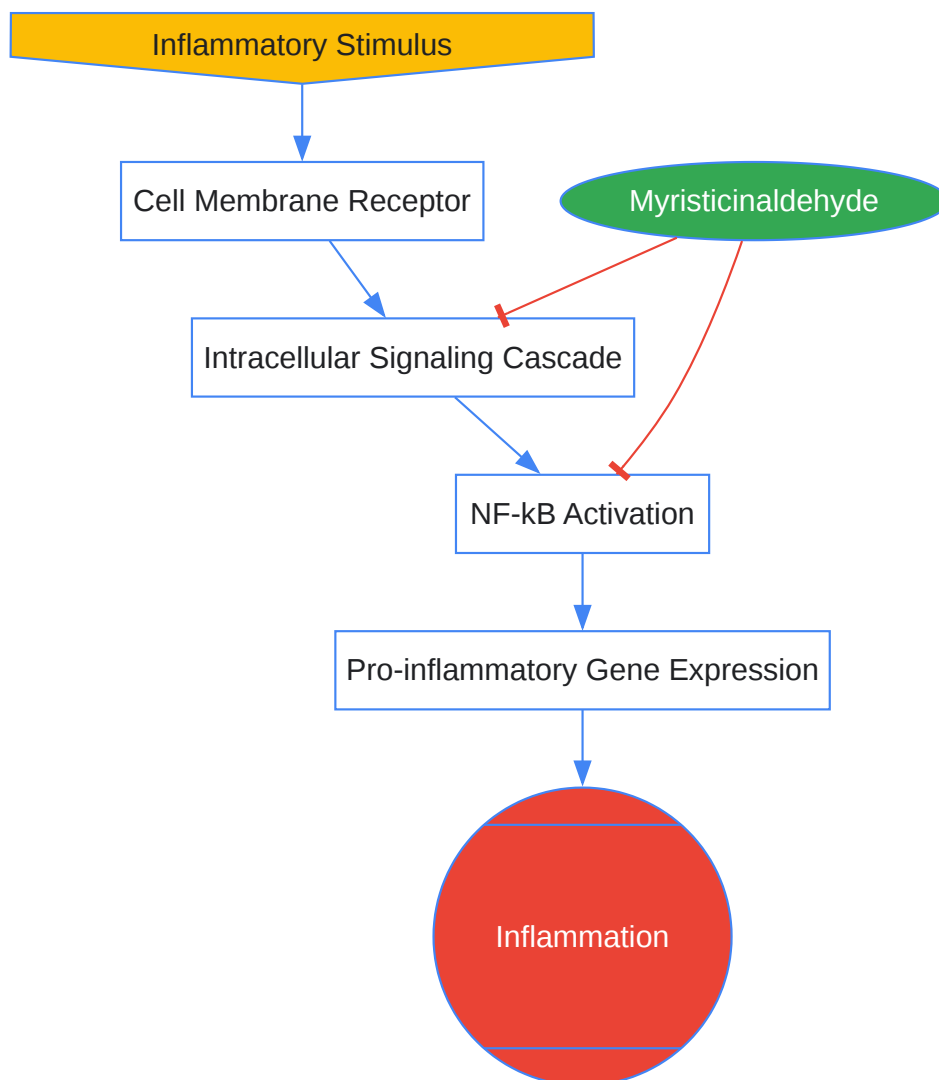 Inflammatory Stimulus
Cell Membrane Receptor
Myristicinaldehyde
Intracellular Signaling Cascade
NF-kB Activation
Pro-inflammatory Gene Expression
Inflammation